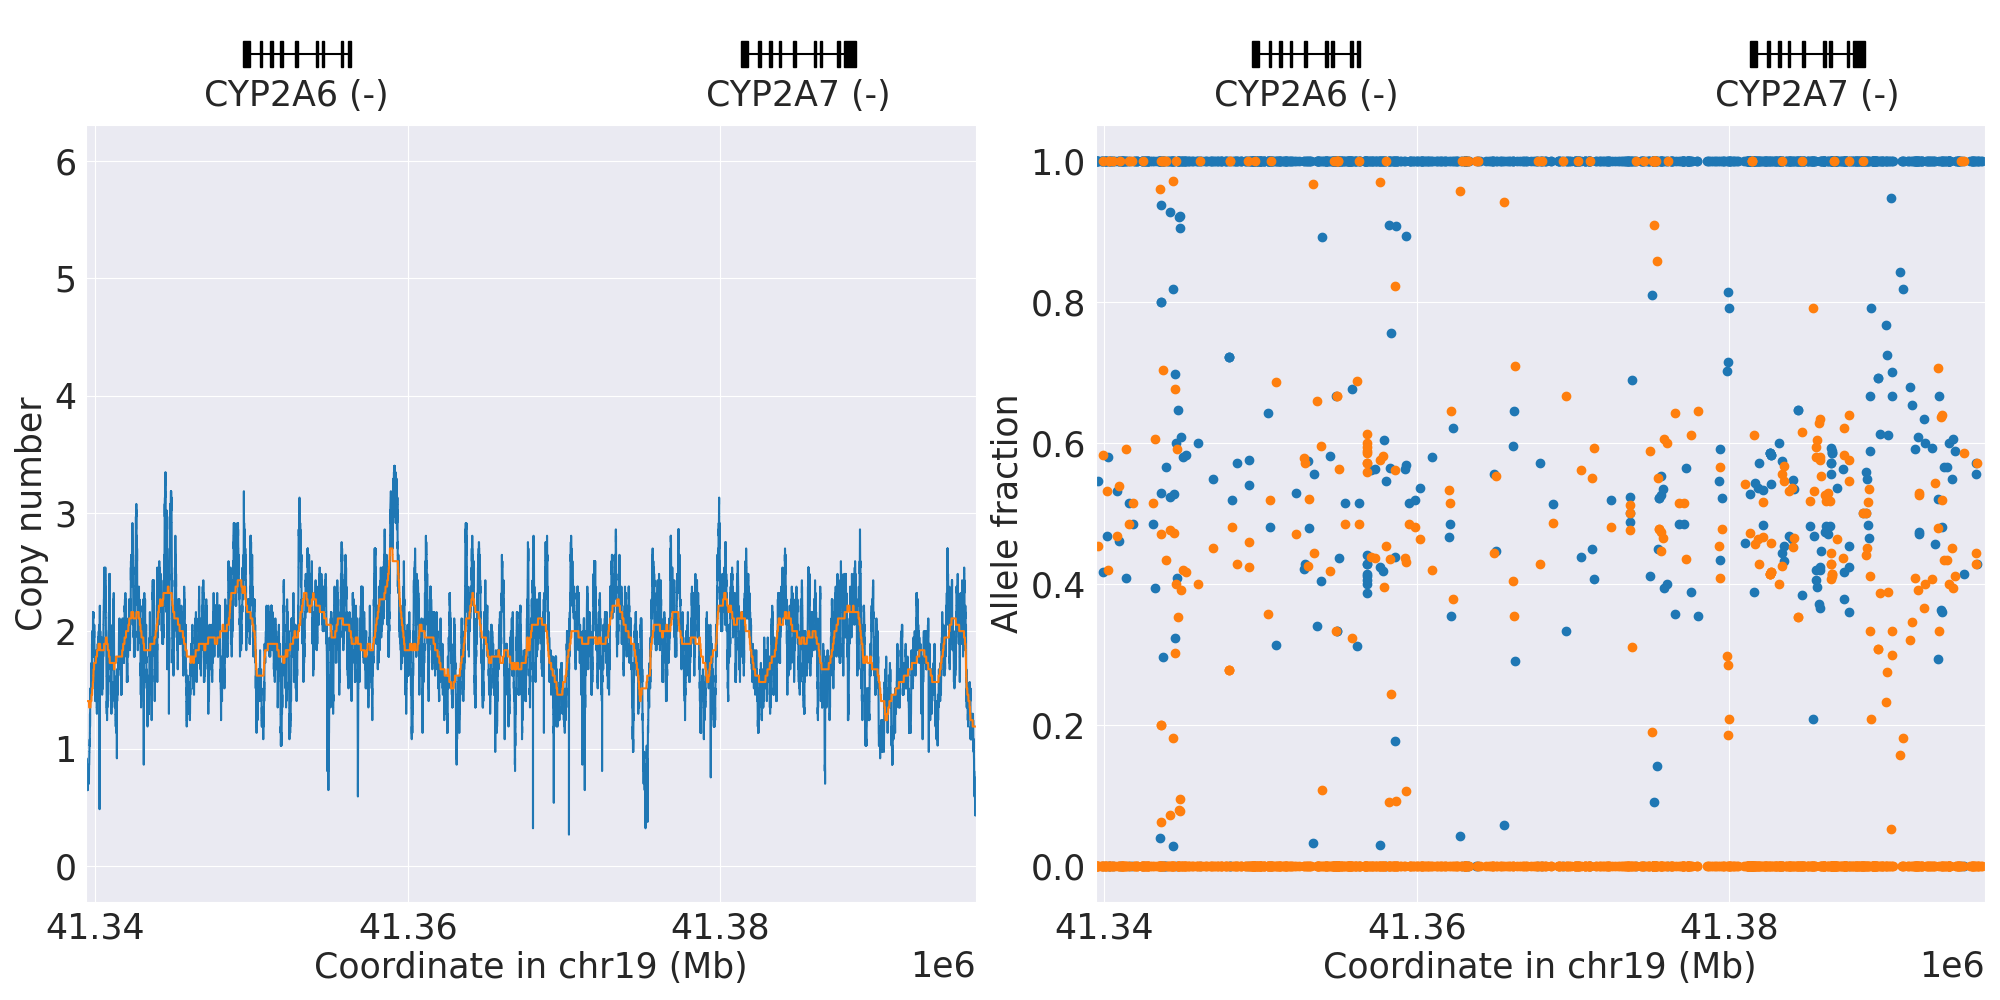 CYP2A6 (-)
CYP2A7 (-)
6
5
4
3
2
1
0
Copy number
41.34
41.36
41.38
Coordinate in chr19 (Mb)
1e6
CYP2A6 (-)
CYP2A7 (-)
1.0
0.8
0.6
0.4
0.2
0.0
Allele fraction
41.34
41.36
41.38
Coordinate in chr19 (Mb)
1e6